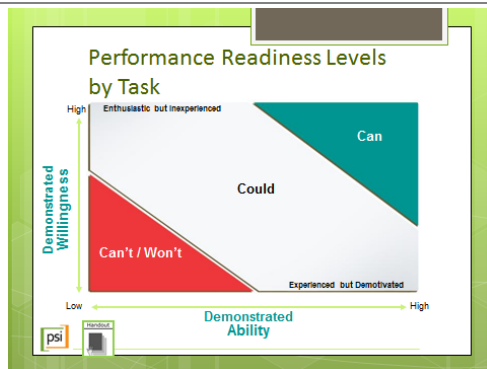 Performance Readiness Levels
by Task
High
Enthusiastic but Inexperienced
Can
Demonstrated
Willingness
Could
Can't / Won't
Experienced but Demotivated
Low
High
Demonstrated
Ability
psi
Handout